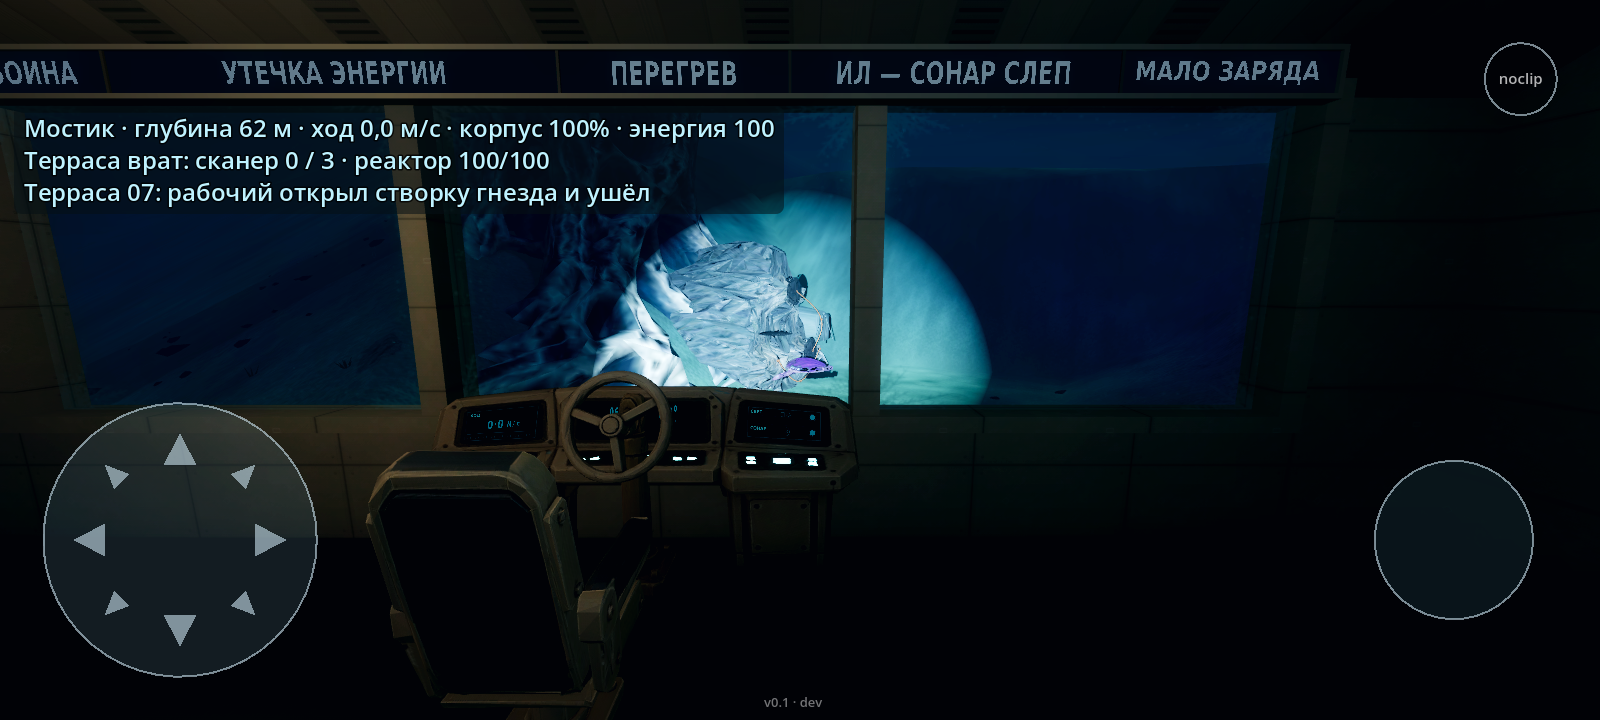 УТЕЧКА ЭНЕРГИИ
ПЕРЕГРЕВ
ИЛ — СОНАР СЛЕП
МАЛО ЗАРЯДА
noclip
Мостик · глубина 62 м · ход 0,0 м/с · корпус 100% · энергия 100
Терраса врат: сканер 0 / 3 · реактор 100/100
Терраса 07: рабочий открыл створку гнезда и ушёл
v0.1 · dev